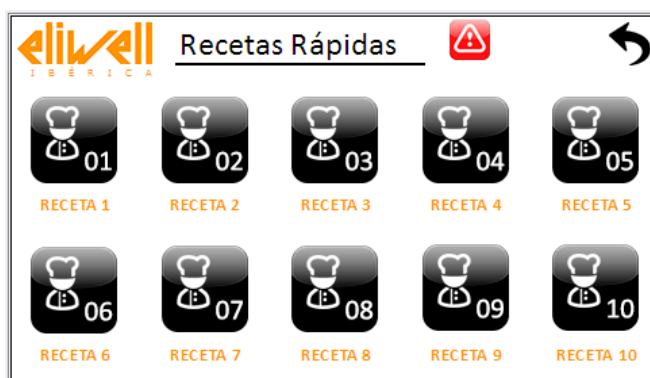 eliwell
IBÉRICA
Recetas Rápidas
01 02 03 04 05
RECETA 1 RECETA 2 RECETA 3 RECETA 4 RECETA 5
06 07 08 09 10
RECETA 6 RECETA 7 RECETA 8 RECETA 9 RECETA 10